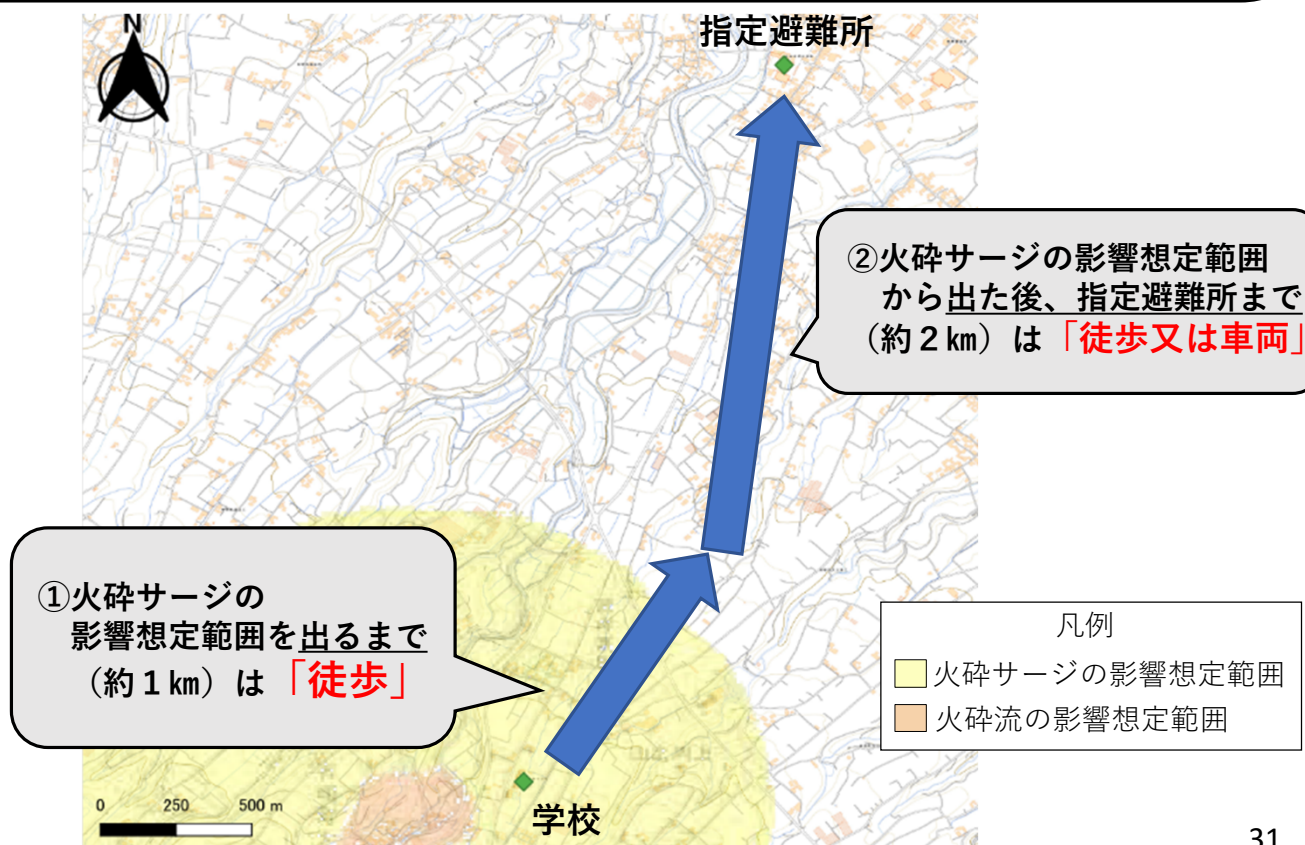 N
指定避難所
②火砕サージの影響想定範囲
から出た後、指定避難所まで
（約２㎞）は「徒歩又は車両」
①火砕サージの
影響想定範囲を出るまで
（約１㎞）は「徒歩」
凡例
火砕サージの影響想定範囲
火砕流の影響想定範囲
0 250 500 m
学校
31